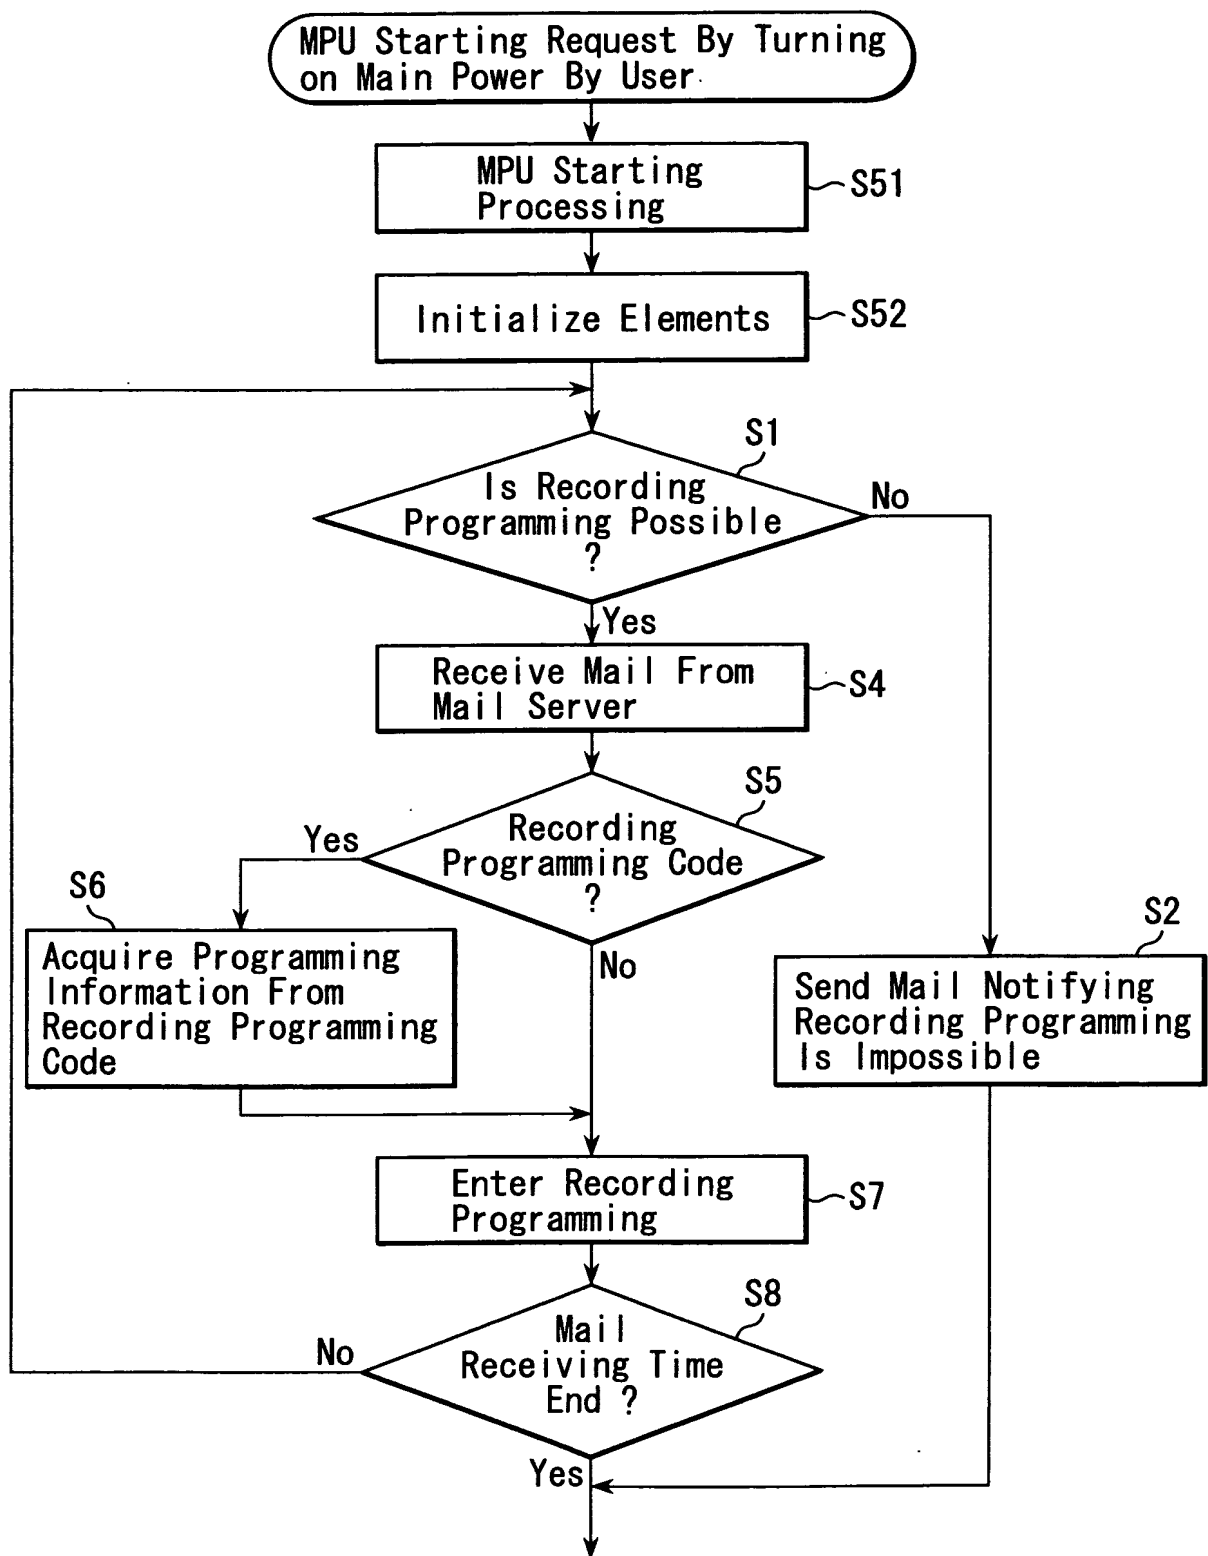 MPU Starting Request By Turning
on Main Power By User
MPU Starting
Processing
S51
Initialize Elements
S52
S1
Is Recording
Programming Possible
?
No
Yes
Receive Mail From
Mail Server
S4
S5
Recording
Programming Code
?
Yes
No
S6
Acquire Programming
Information From
Recording Programming
Code
S2
Send Mail Notifying
Recording Programming
Is Impossible
Enter Recording
Programming
S7
S8
Mail
Receiving Time
End ?
No
Yes